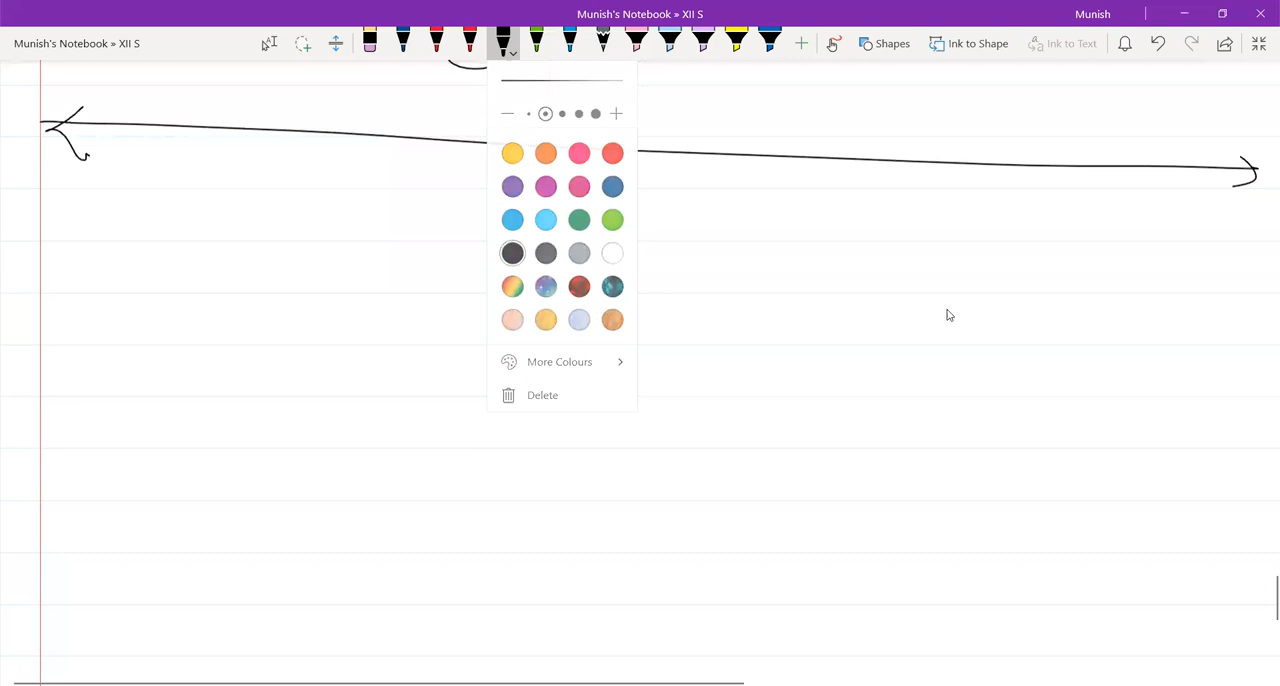 Munish's Notebook » XII S
Munish
Munish's Notebook » XII S
Shapes
Ink to Shape
Ink to Text
More Colours
Delete